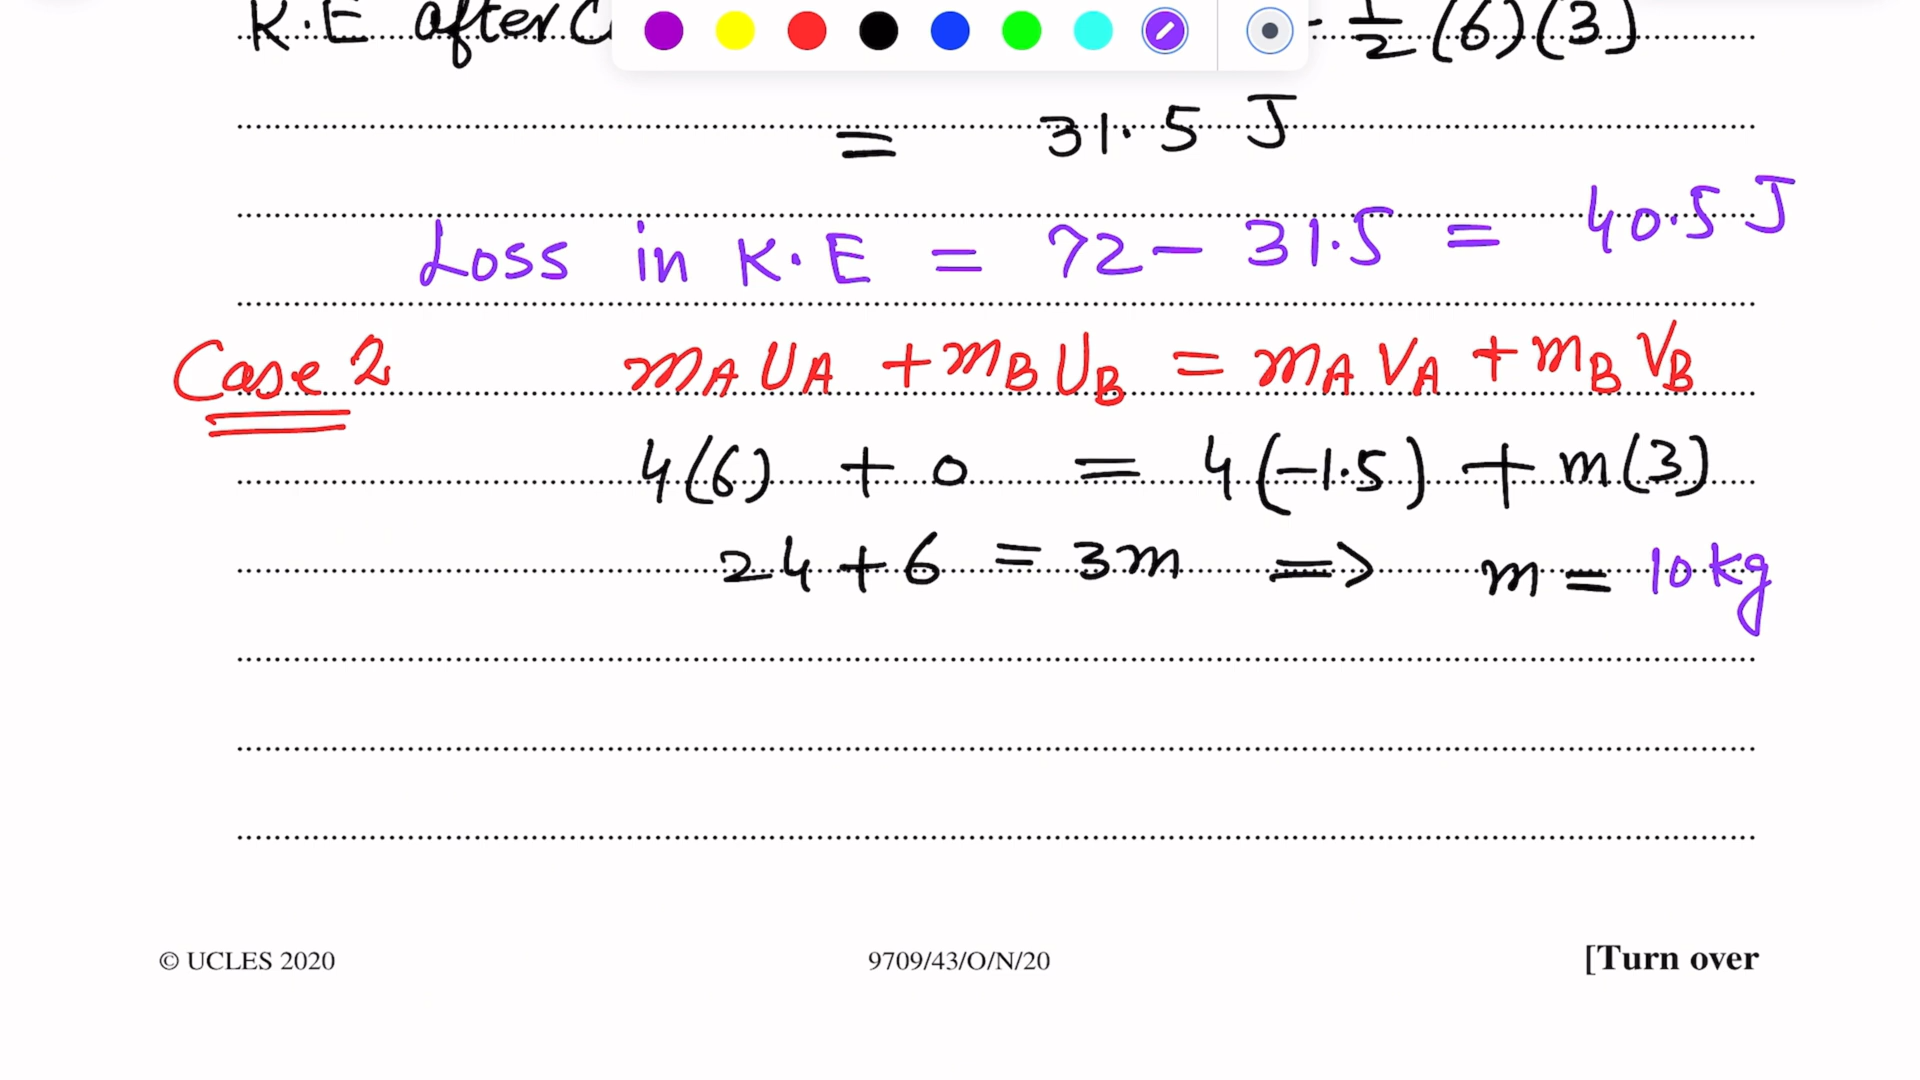 K.E after C - 1/2 (6)(3)
= 31.5 J
Loss in K.E = 72 - 31.5 = 40.5 J
Case 2 mA UA + mB UB = mA VA + mB VB
4(6) + 0 = 4(-1.5) + m(3)
24 + 6 = 3m => m = 10 kg
© UCLES 2020 9709/43/O/N/20 [Turn over